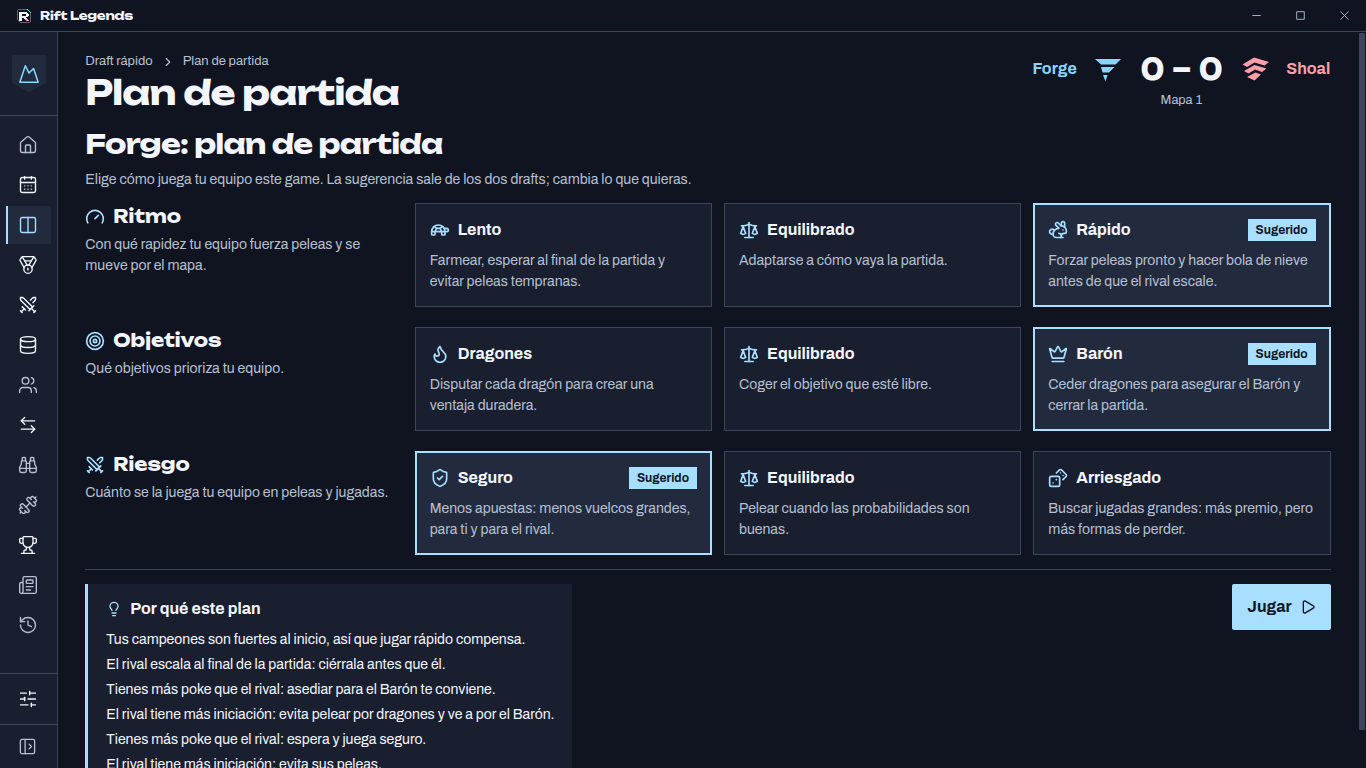 Rift Legends
Draft rápido > Plan de partida
Plan de partida
Forge 0 – 0 Shoal
Mapa 1
Forge: plan de partida
Elige cómo juega tu equipo este game. La sugerencia sale de los dos drafts; cambia lo que quieras.
Ritmo
Con qué rapidez tu equipo fuerza peleas y se
mueve por el mapa.
Lento
Farmear, esperar al final de la partida y
evitar peleas tempranas.
Equilibrado
Adaptarse a cómo vaya la partida.
Rápido
Sugerido
Forzar peleas pronto y hacer bola de nieve
antes de que el rival escale.
Objetivos
Qué objetivos prioriza tu equipo.
Dragones
Disputar cada dragón para crear una
ventaja duradera.
Equilibrado
Coger el objetivo que esté libre.
Barón
Sugerido
Ceder dragones para asegurar el Barón y
cerrar la partida.
Riesgo
Cuánto se la juega tu equipo en peleas y jugadas.
Seguro
Sugerido
Menos apuestas: menos vuelcos grandes,
para ti y para el rival.
Equilibrado
Pelear cuando las probabilidades son
buenas.
Arriesgado
Buscar jugadas grandes: más premio, pero
más formas de perder.
Por qué este plan
Tus campeones son fuertes al inicio, así que jugar rápido compensa.
El rival escala al final de la partida: ciérrala antes que él.
Tienes más poke que el rival: asediar para el Barón te conviene.
El rival tiene más iniciación: evita pelear por dragones y ve a por el Barón.
Tienes más poke que el rival: espera y juega seguro.
El rival tiene más iniciación: evita sus peleas.
Jugar